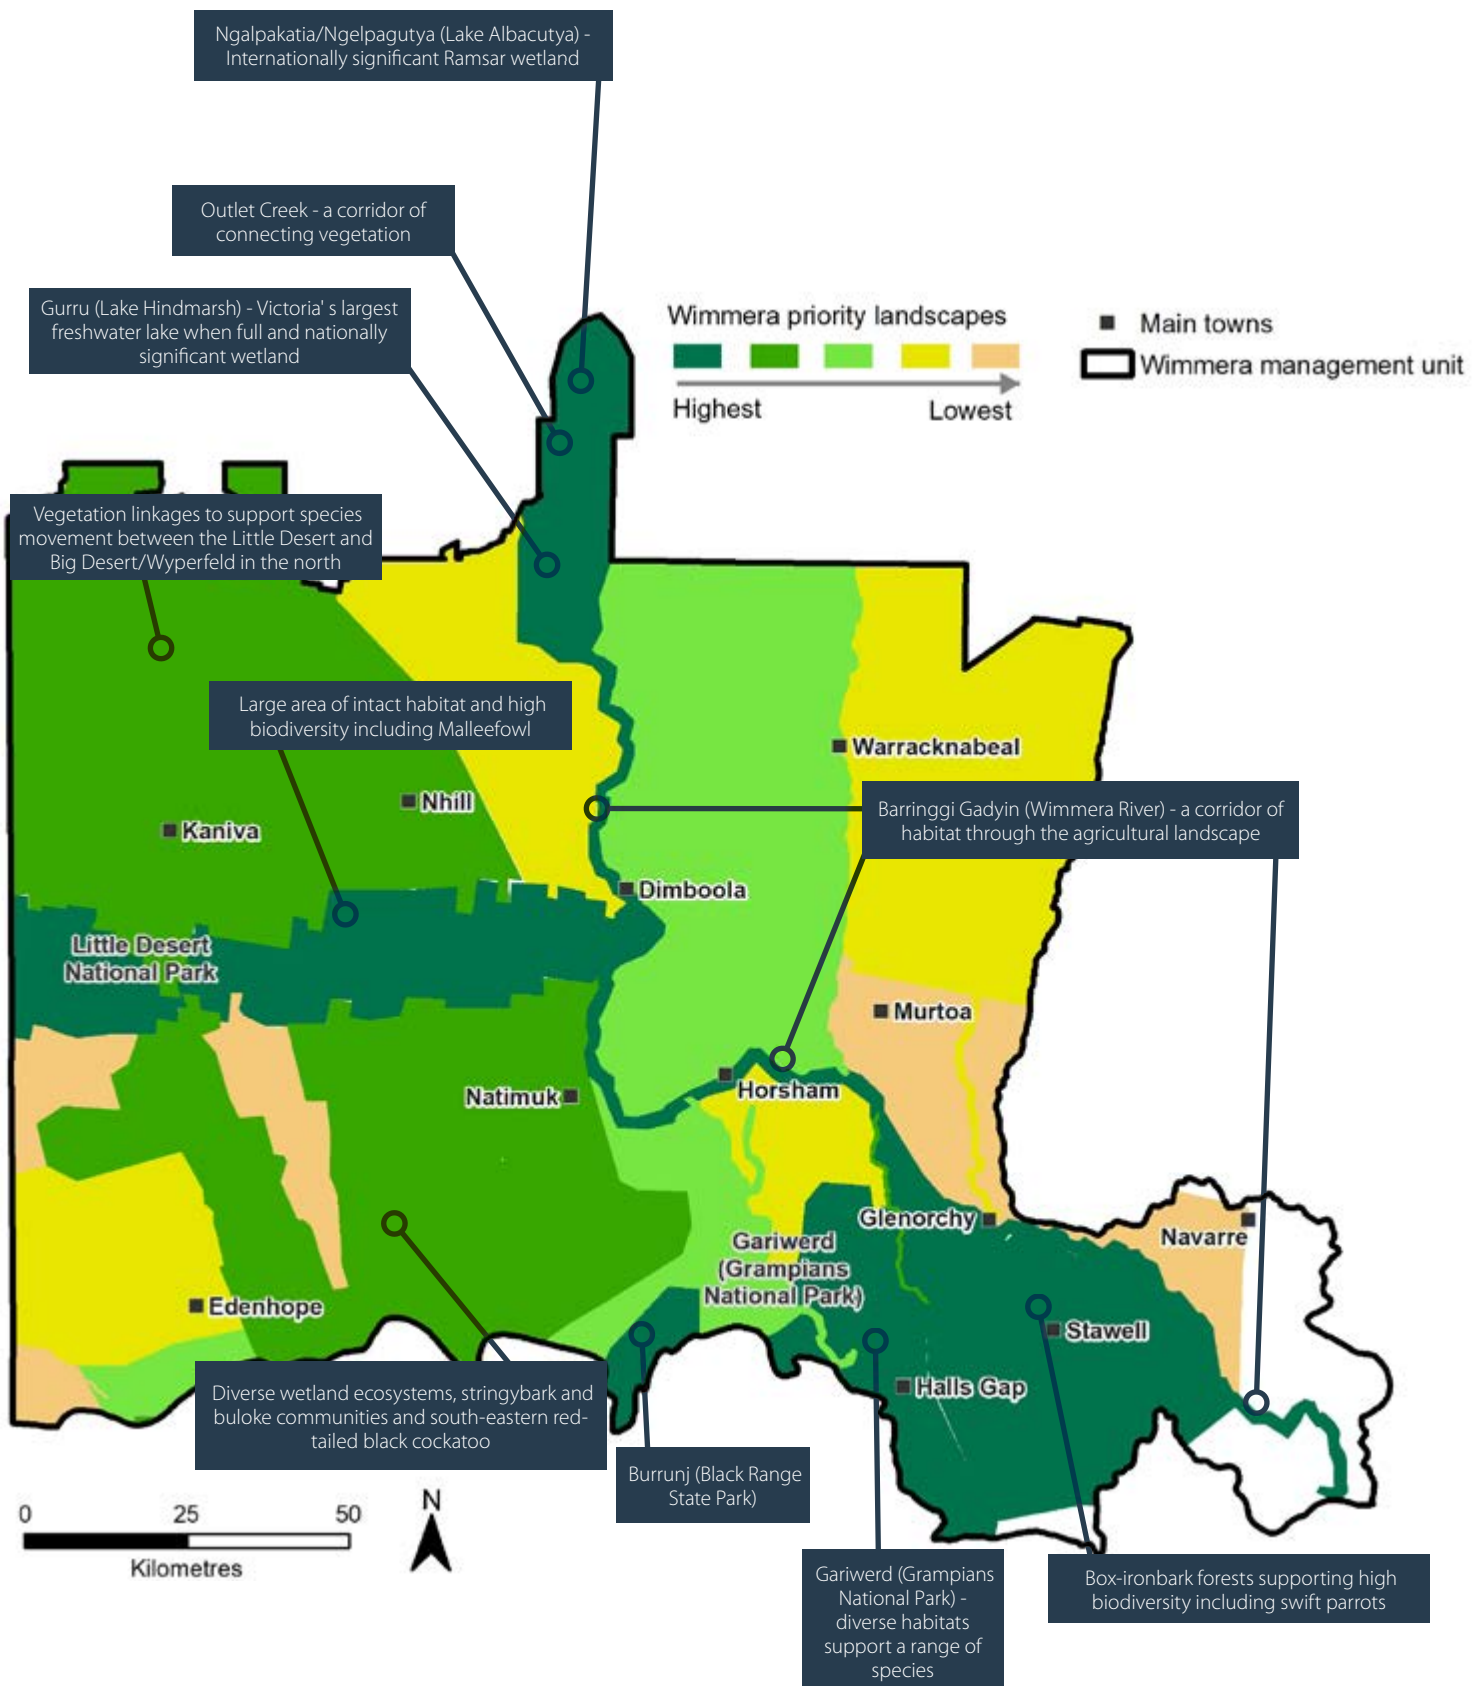 Ngalpakatia/Ngelpagutya (Lake Albacutya) -
Internationally significant Ramsar wetland
Outlet Creek - a corridor of
connecting vegetation
Gurru (Lake Hindmarsh) - Victoria' s largest
freshwater lake when full and nationally
significant wetland
Wimmera priority landscapes
Highest
Lowest
Main towns
Wimmera management unit
Vegetation linkages to support species
movement between the Little Desert and
Big Desert/Wyperfeld in the north
Large area of intact habitat and high
biodiversity including Malleefowl
Warracknabeal
Nhill
Kaniva
Barringgi Gadyin (Wimmera River) - a corridor of
habitat through the agricultural landscape
Dimboola
Little Desert
National Park
Murtoa
Natimuk
Horsham
Glenorchy
Navarre
Gariwerd
(Grampians
National Park)
Edenhope
Stawell
Halls Gap
Diverse wetland ecosystems, stringybark and
buloke communities and south-eastern red-
tailed black cockatoo
Burrunj (Black Range
State Park)
0 25 50
Kilometres
N
Gariwerd (Grampians
National Park) -
diverse habitats
support a range of
species
Box-ironbark forests supporting high
biodiversity including swift parrots